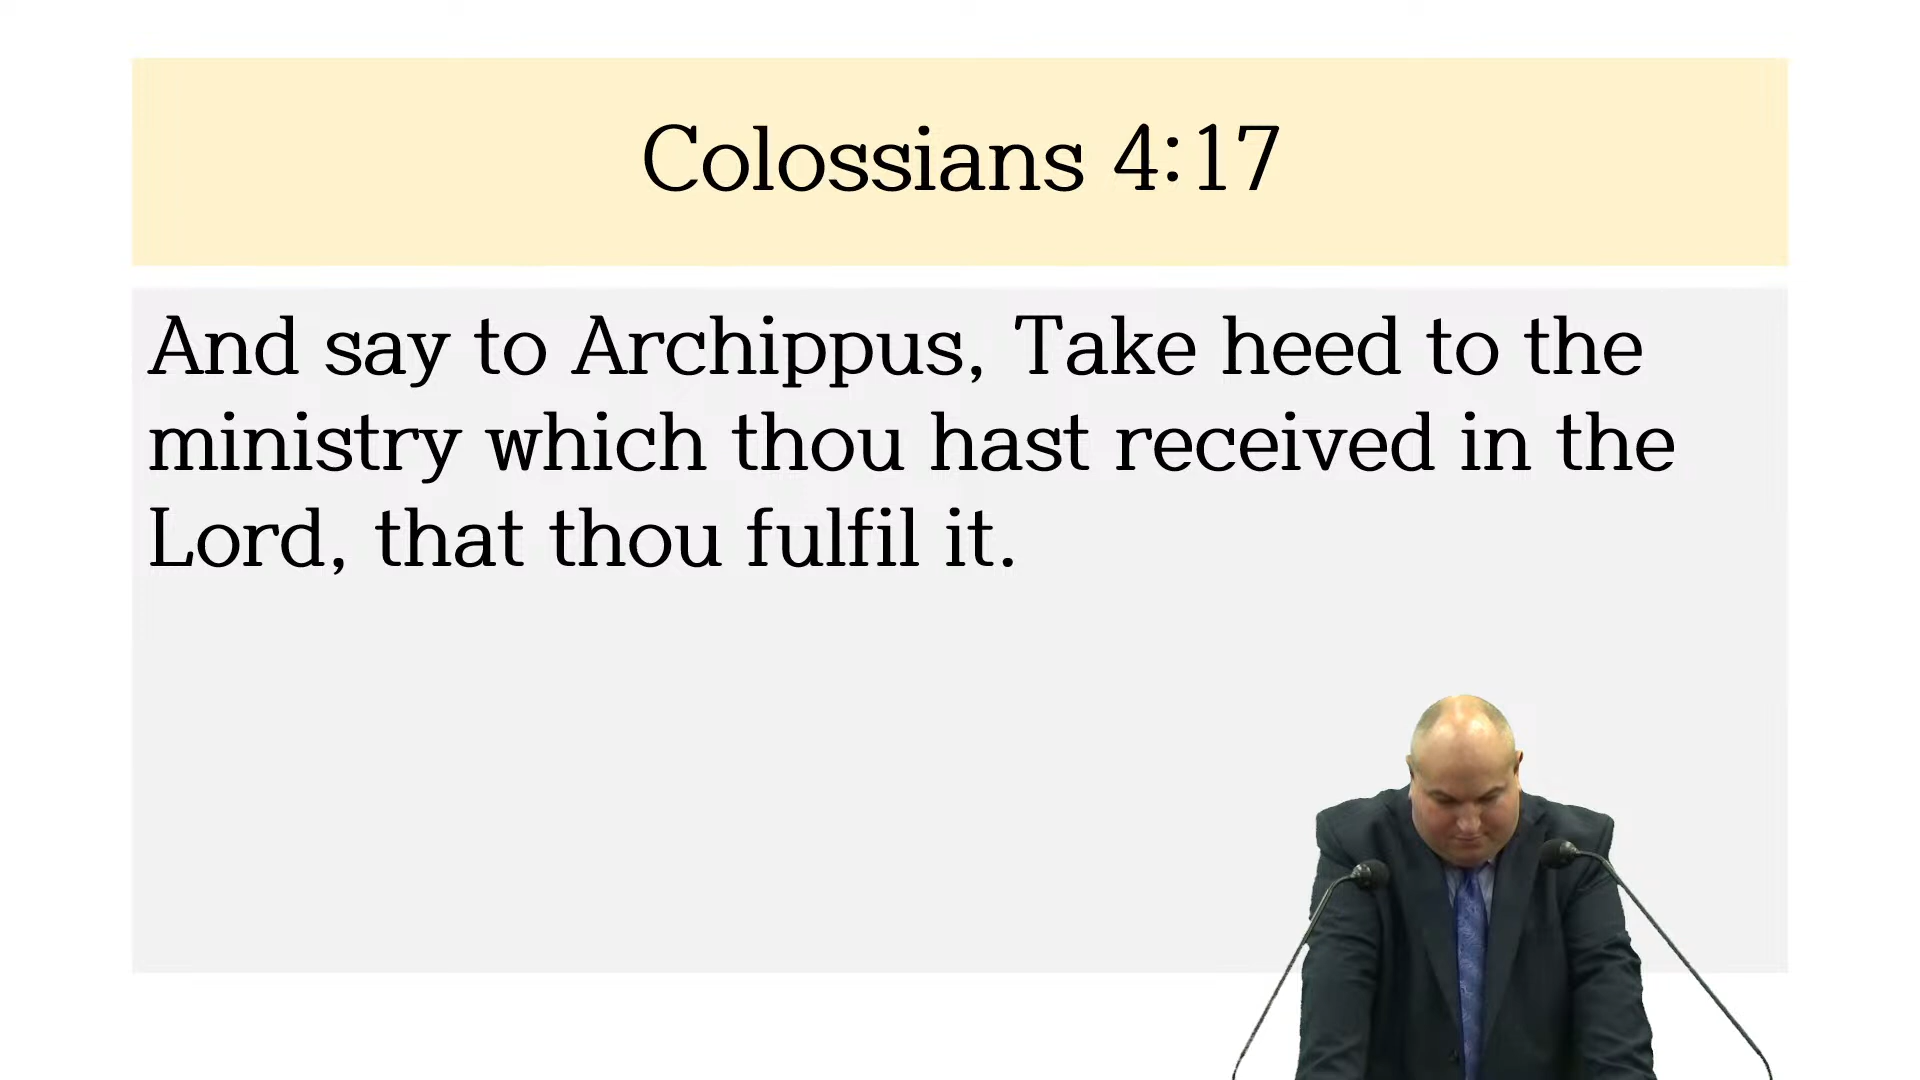 Colossians 4:17
And say to Archippus, Take heed to the
ministry which thou hast received in the
Lord, that thou fulfil it.